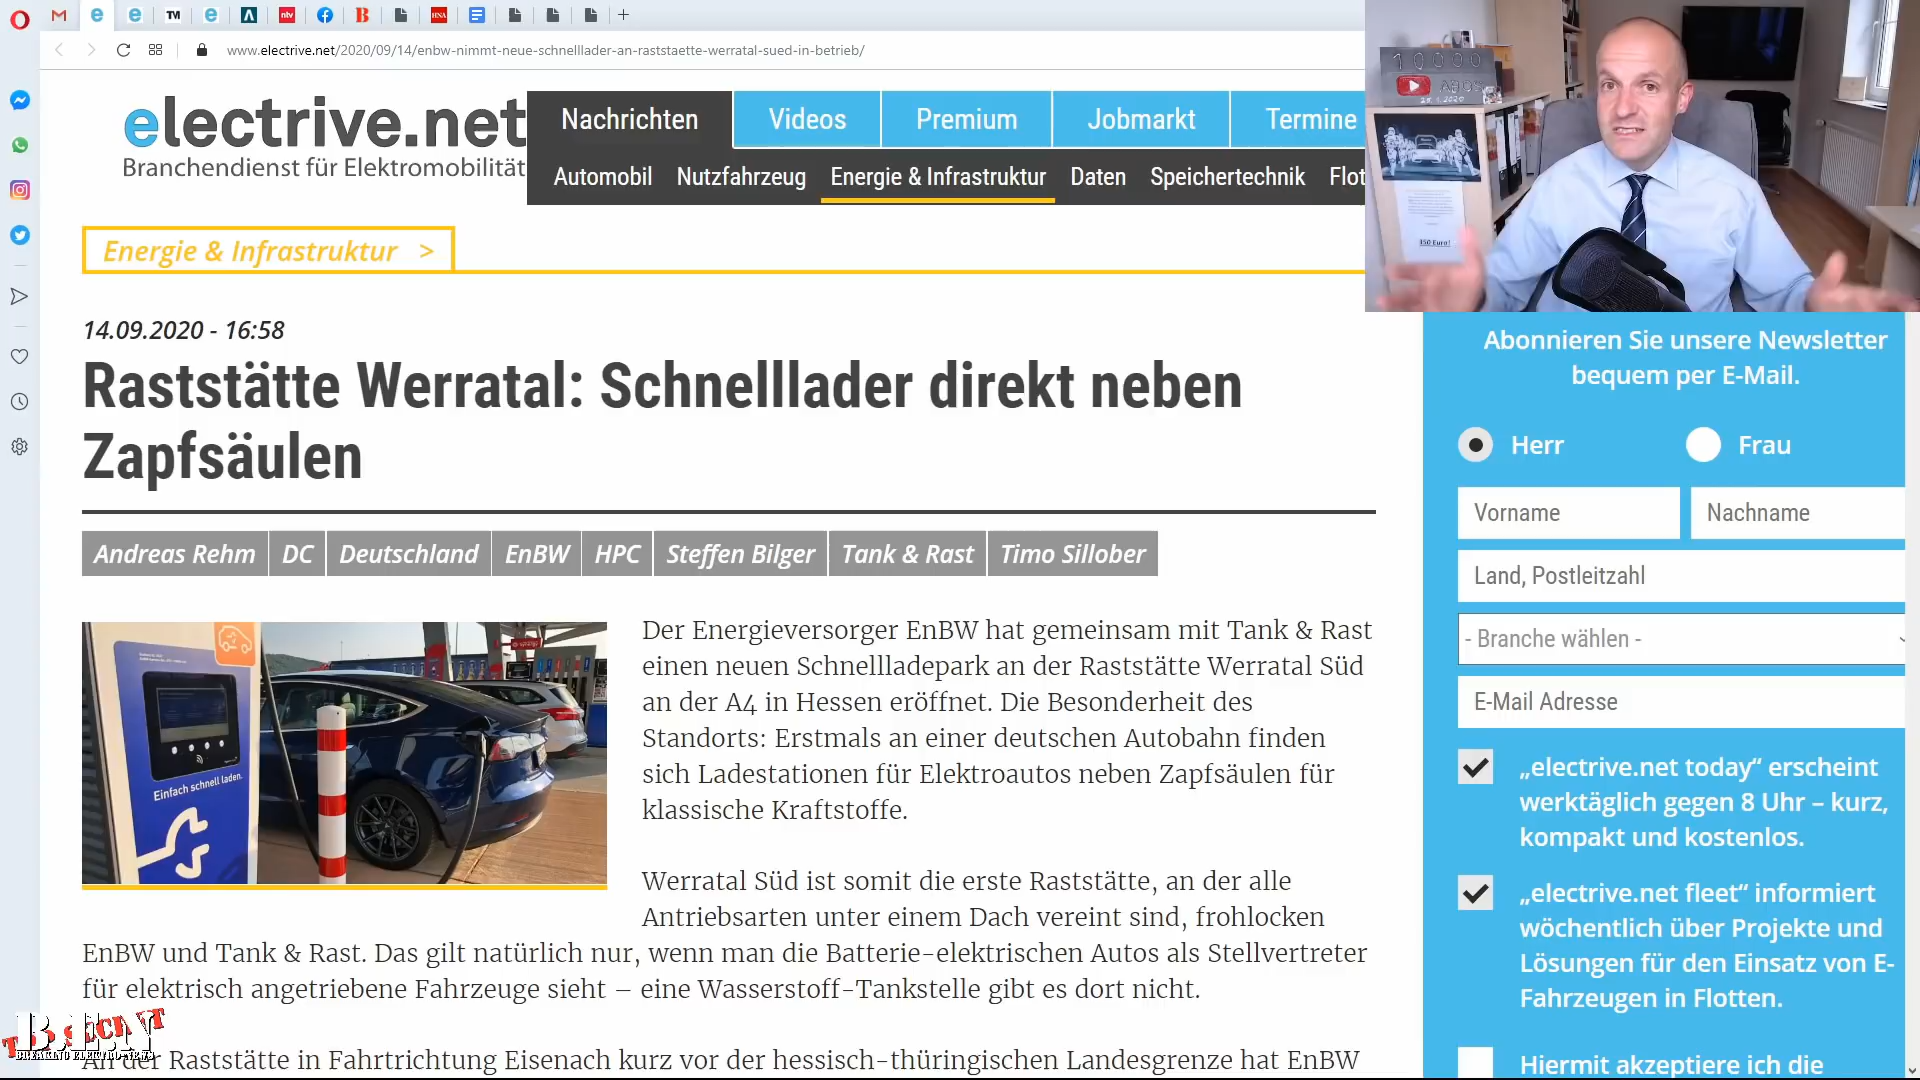 www.electrive.net/2020/09/14/enbw-nimmt-neue-schnelllader-an-raststaette-werratal-sued-in-betrieb/
electrive.net
Branchendienst für Elektromobilität
Nachrichten
Videos
Premium
Jobmarkt
Termine
Automobil
Nutzfahrzeug
Energie & Infrastruktur
Daten
Speichertechnik
Flot
10000
ABOS
350 Euro!
Energie & Infrastruktur >
14.09.2020 - 16:58
Raststätte Werratal: Schnelllader direkt neben
Zapfsäulen
Andreas Rehm
DC
Deutschland
EnBW
HPC
Steffen Bilger
Tank & Rast
Timo Sillober
Einfach schnell laden.
Der Energieversorger EnBW hat gemeinsam mit Tank & Rast
einen neuen Schnellladepark an der Raststätte Werratal Süd
an der A4 in Hessen eröffnet. Die Besonderheit des
Standorts: Erstmals an einer deutschen Autobahn finden
sich Ladestationen für Elektroautos neben Zapfsäulen für
klassische Kraftstoffe.
Werratal Süd ist somit die erste Raststätte, an der alle
Antriebsarten unter einem Dach vereint sind, frohlocken
EnBW und Tank & Rast. Das gilt natürlich nur, wenn man die Batterie-elektrischen Autos als Stellvertreter
für elektrisch angetriebene Fahrzeuge sieht – eine Wasserstoff-Tankstelle gibt es dort nicht.
An der Raststätte in Fahrtrichtung Eisenach kurz vor der hessisch-thüringischen Landesgrenze hat EnBW
BREAKING ELEKTRO-NEWS
Abonnieren Sie unsere Newsletter
bequem per E-Mail.
Herr
Frau
Vorname
Nachname
Land, Postleitzahl
- Branche wählen -
E-Mail Adresse
„electrive.net today“ erscheint
werktäglich gegen 8 Uhr – kurz,
kompakt und kostenlos.
„electrive.net fleet“ informiert
wöchentlich über Projekte und
Lösungen für den Einsatz von E-
Fahrzeugen in Flotten.
Hiermit akzeptiere ich die